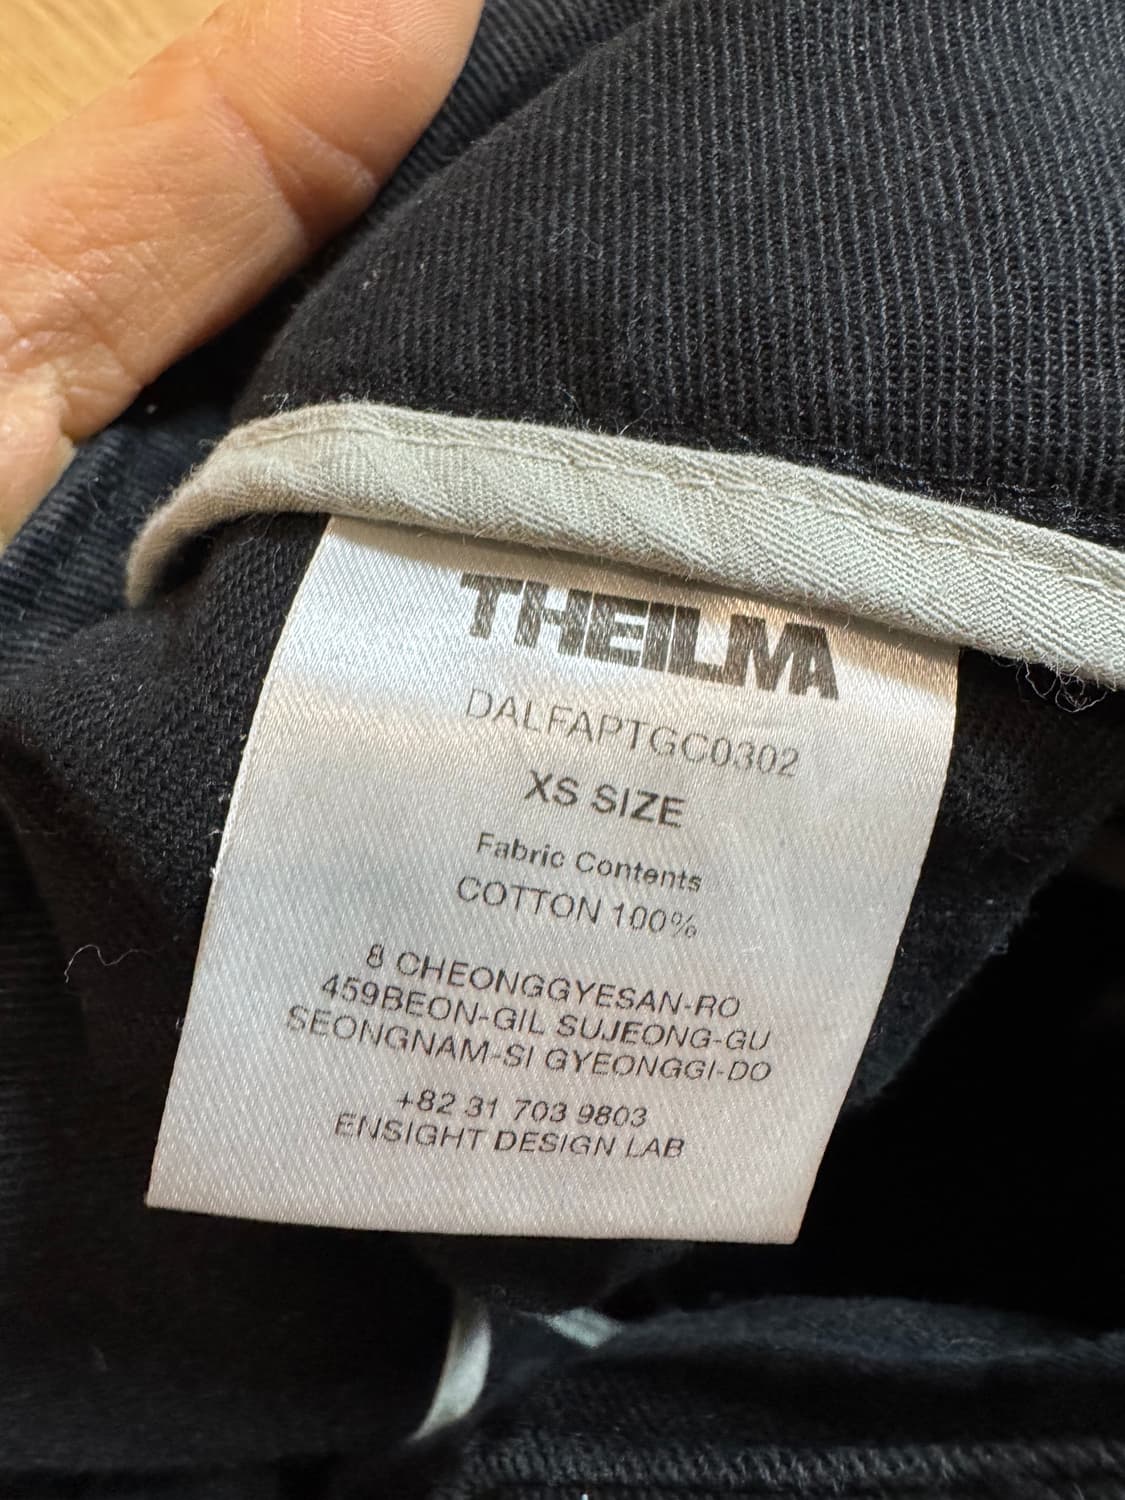 THEILMA
DALFAPTGC0302
XS SIZE
Fabric Contents
COTTON 100%
8 CHEONGGYESAN-RO
459BEON-GIL SUJEONG-GU
SEONGNAM-SI GYEONGGI-DO
+82 31 703 9803
ENSIGHT DESIGN LAB